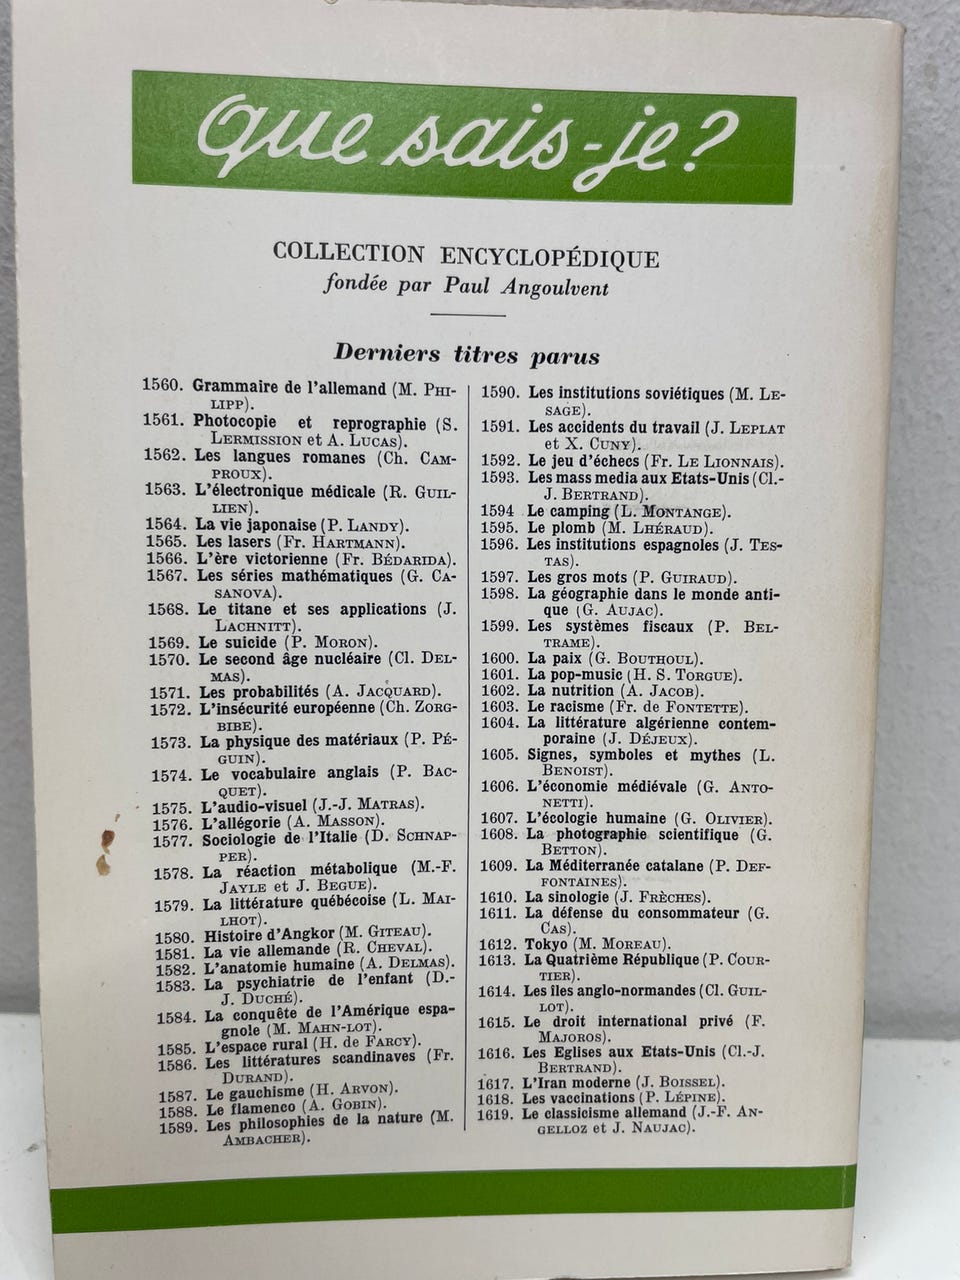 que sais-je?
COLLECTION ENCYCLOPÉDIQUE
fondée par Paul Angoulvent
Derniers titres parus
1560. Grammaire de l'allemand (M. PHI-
LIPP).
1561. Photocopie et reprographie (S.
LERMISSION et A. LUCAS).
1562. Les langues romanes (Ch. CAM-
PROUX).
1563. L'électronique médicale (R. GUIL-
LIEN).
1564. La vie japonaise (P. LANDY).
1565. Les lasers (Fr. HARTMANN).
1566. L'ère victorienne (Fr. BÉDARIDA).
1567. Les séries mathématiques (G. CA-
SANOVA).
1568. Le titane et ses applications (J.
LACHNITT).
1569. Le suicide (P. MORON).
1570. Le second âge nucléaire (Cl. DEL-
MAS).
1571. Les probabilités (A. JACQUARD).
1572. L'insécurité européenne (Ch. ZORG-
BIBE).
1573. La physique des matériaux (P. PÉ-
GUIN).
1574. Le vocabulaire anglais (P. BAC-
QUET).
1575. L'audio-visuel (J.-J. MATRAS).
1576. L'allégorie (A. MASSON).
1577. Sociologie de l'Italie (D. SCHNAP-
PER).
1578. La réaction métabolique (M.-F.
JAYLE et J. BEGUE).
1579. La littérature québécoise (L. MAI-
LHOT).
1580. Histoire d'Angkor (M. GITEAU).
1581. La vie allemande (R. CHEVAL).
1582. L'anatomie humaine (A. DELMAS).
1583. La psychiatrie de l'enfant (D.-
J. DUCHÉ).
1584. La conquête de l'Amérique espa-
gnole (M. MAHN-LOT).
1585. L'espace rural (H. de FARCY).
1586. Les littératures scandinaves (Fr.
DURAND).
1587. Le gauchisme (H. ARVON).
1588. Le flamenco (A. GOBIN).
1589. Les philosophies de la nature (M.
AMBACHER).
1590. Les institutions soviétiques (M. LE-
SAGE).
1591. Les accidents du travail (J. LEPLAT
et X. CUNY).
1592. Le jeu d'échecs (Fr. LE LIONNAIS).
1593. Les mass media aux Etats-Unis (Cl.-
J. BERTRAND).
1594 Le camping (L. MONTANGE).
1595. Le plomb (M. LHÉRAUD).
1596. Les institutions espagnoles (J. TES-
TAS).
1597. Les gros mots (P. GUIRAUD).
1598. La géographie dans le monde anti-
que (G. AUJAC).
1599. Les systèmes fiscaux (P. BEL-
TRAME).
1600. La paix (G. BOUTHOUL).
1601. La pop-music (H. S. TORGUE).
1602. La nutrition (A. JACOB).
1603. Le racisme (Fr. de FONTETTE).
1604. La littérature algérienne contem-
poraine (J. DÉJEUX).
1605. Signes, symboles et mythes (L.
BENOIST).
1606. L'économie médiévale (G. ANTO-
NETTI).
1607. L'écologie humaine (G. OLIVIER).
1608. La photographie scientifique (G.
BETTON).
1609. La Méditerranée catalane (P. DEF-
FONTAINES).
1610. La sinologie (J. FRÈCHES).
1611. La défense du consommateur (G.
CAS).
1612. Tokyo (M. MOREAU).
1613. La Quatrième République (P. COUR-
TIER).
1614. Les îles anglo-normandes (Cl. GUIL-
LOT).
1615. Le droit international privé (F.
MAJOROS).
1616. Les Eglises aux Etats-Unis (Cl.-J.
BERTRAND).
1617. L'Iran moderne (J. BOISSEL).
1618. Les vaccinations (P. LÉPINE).
1619. Le classicisme allemand (J.-F. AN-
GELLOZ et J. NAUJAC).